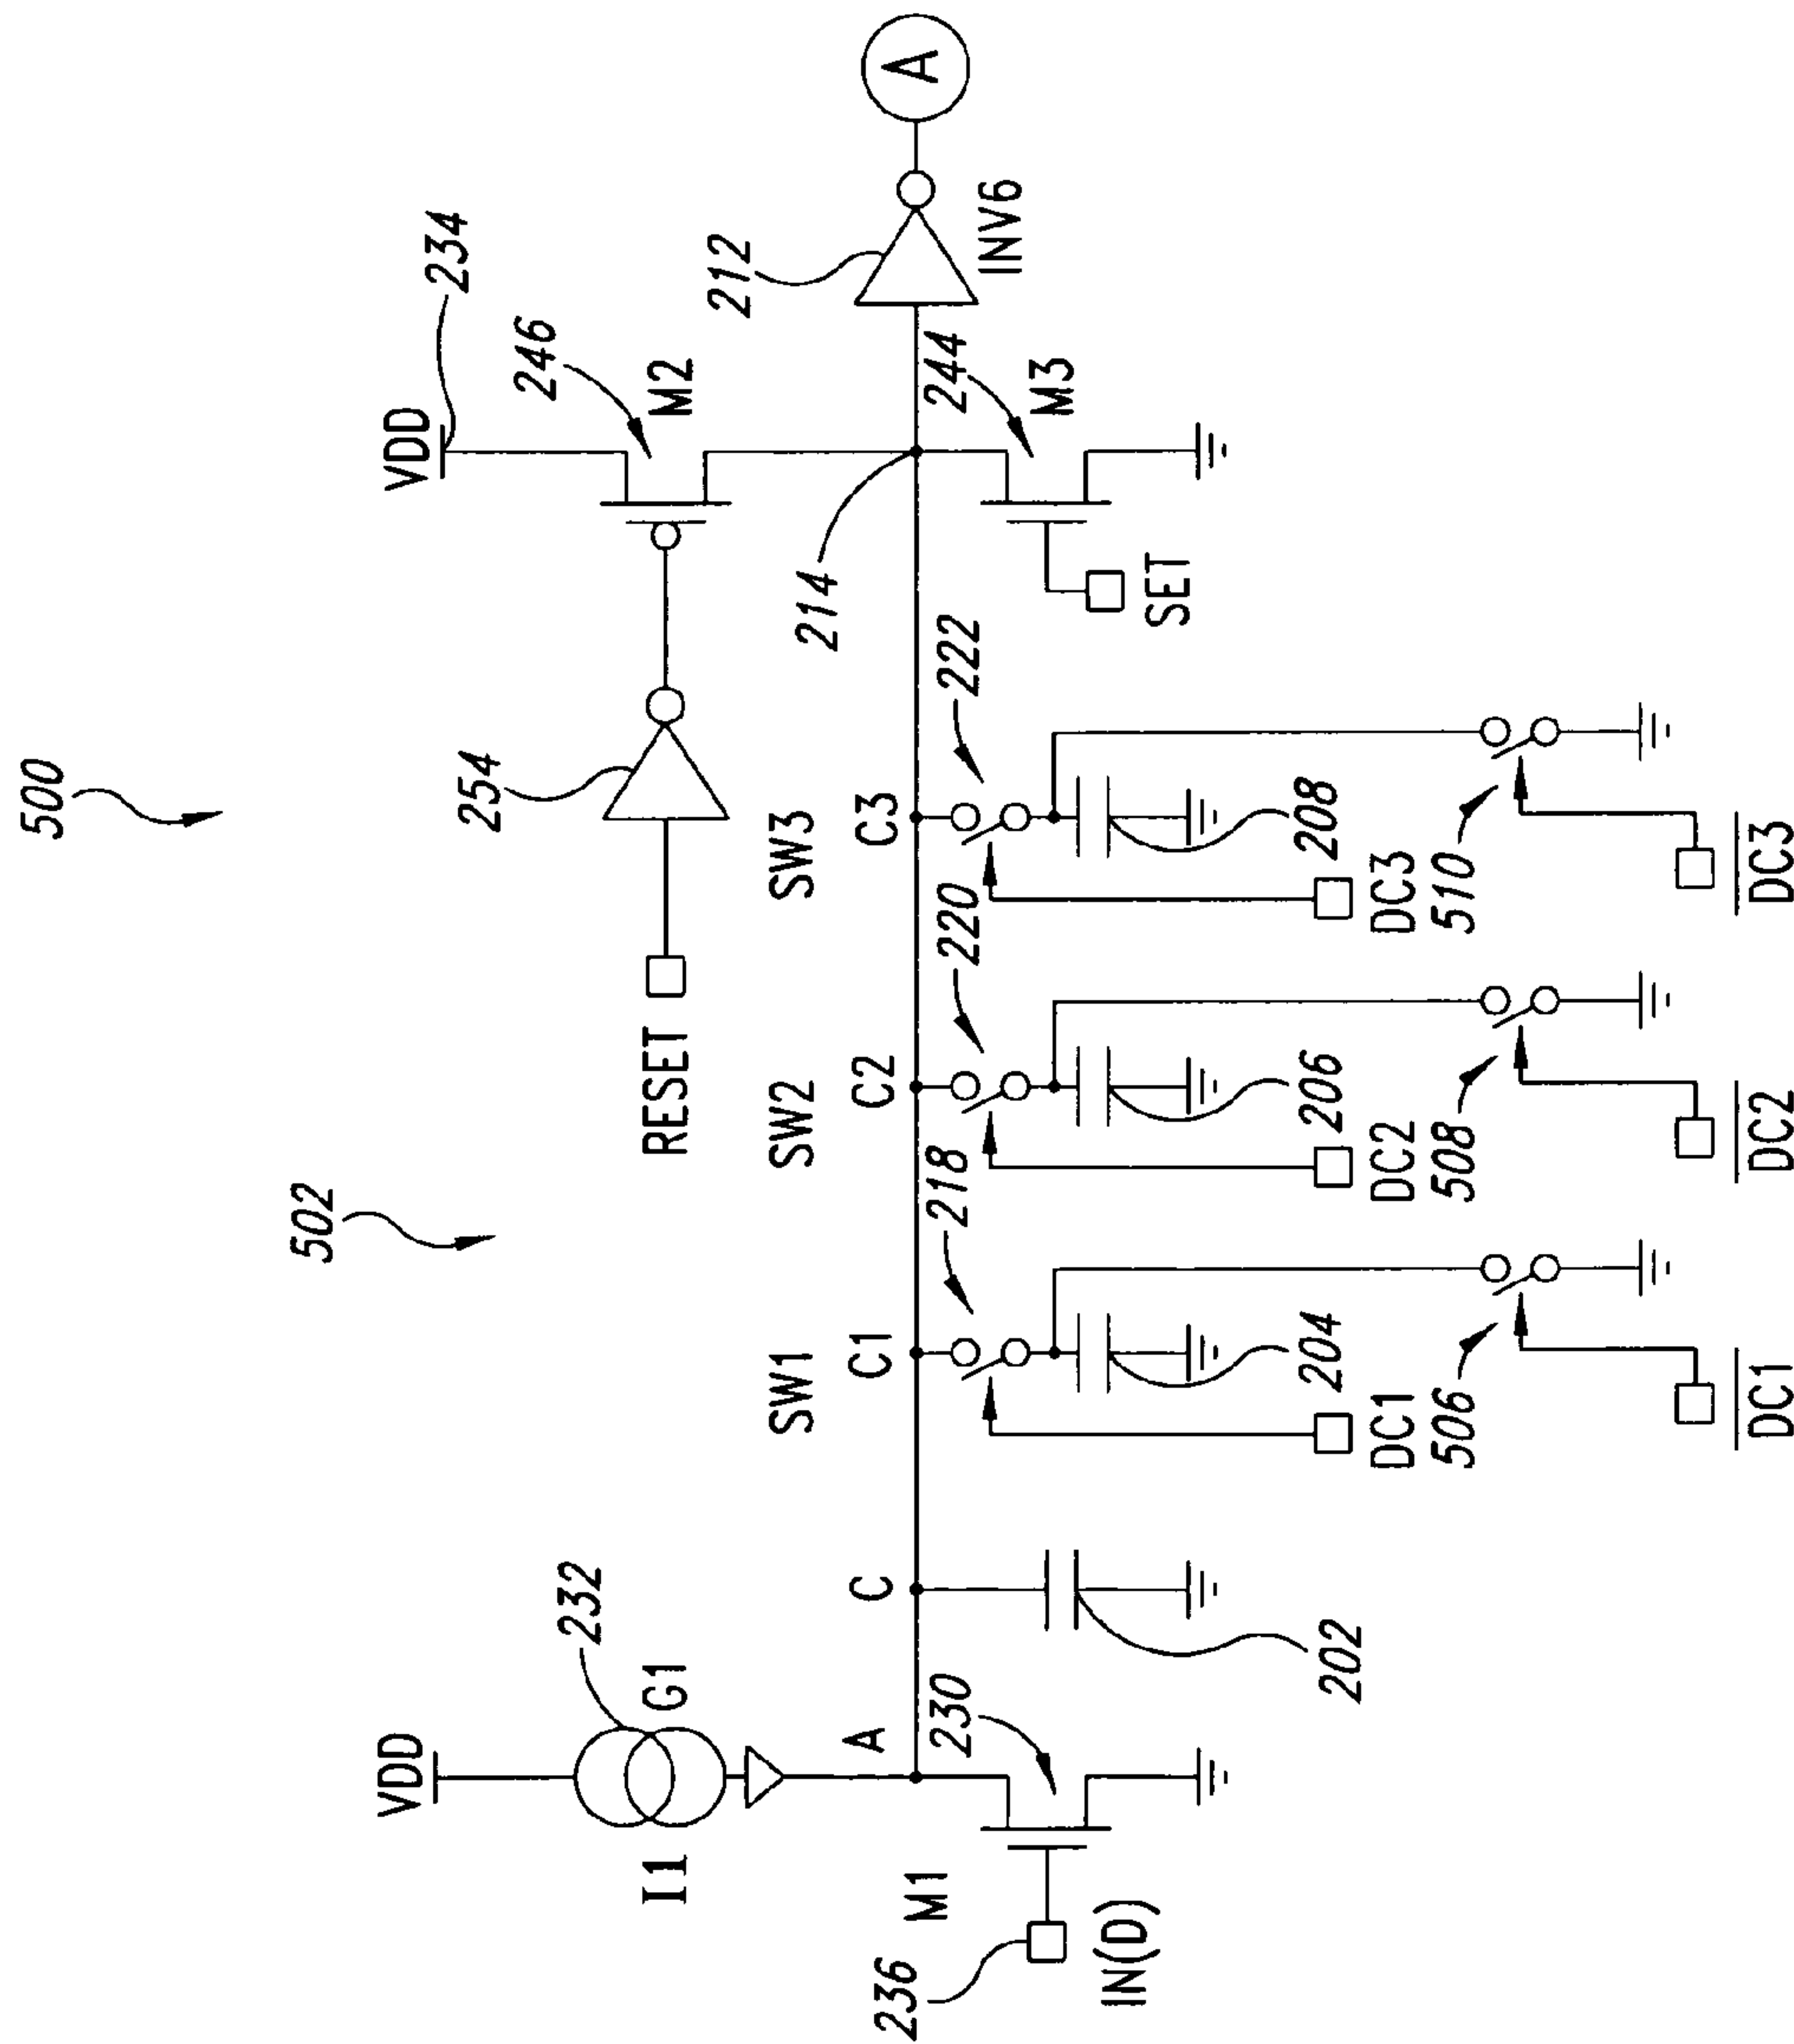 500
502
VDD
234
246
M2
RESET
254
212
INV6
A
214
244
M3
SET
VDD
I1
G1
232
A
M1
230
236
IN(D)
C
202
SW1
C1
218
204
DC1
506
DC1
SW2
C2
220
206
DC2
508
DC2
SW3
C3
222
208
DC3
510
DC3